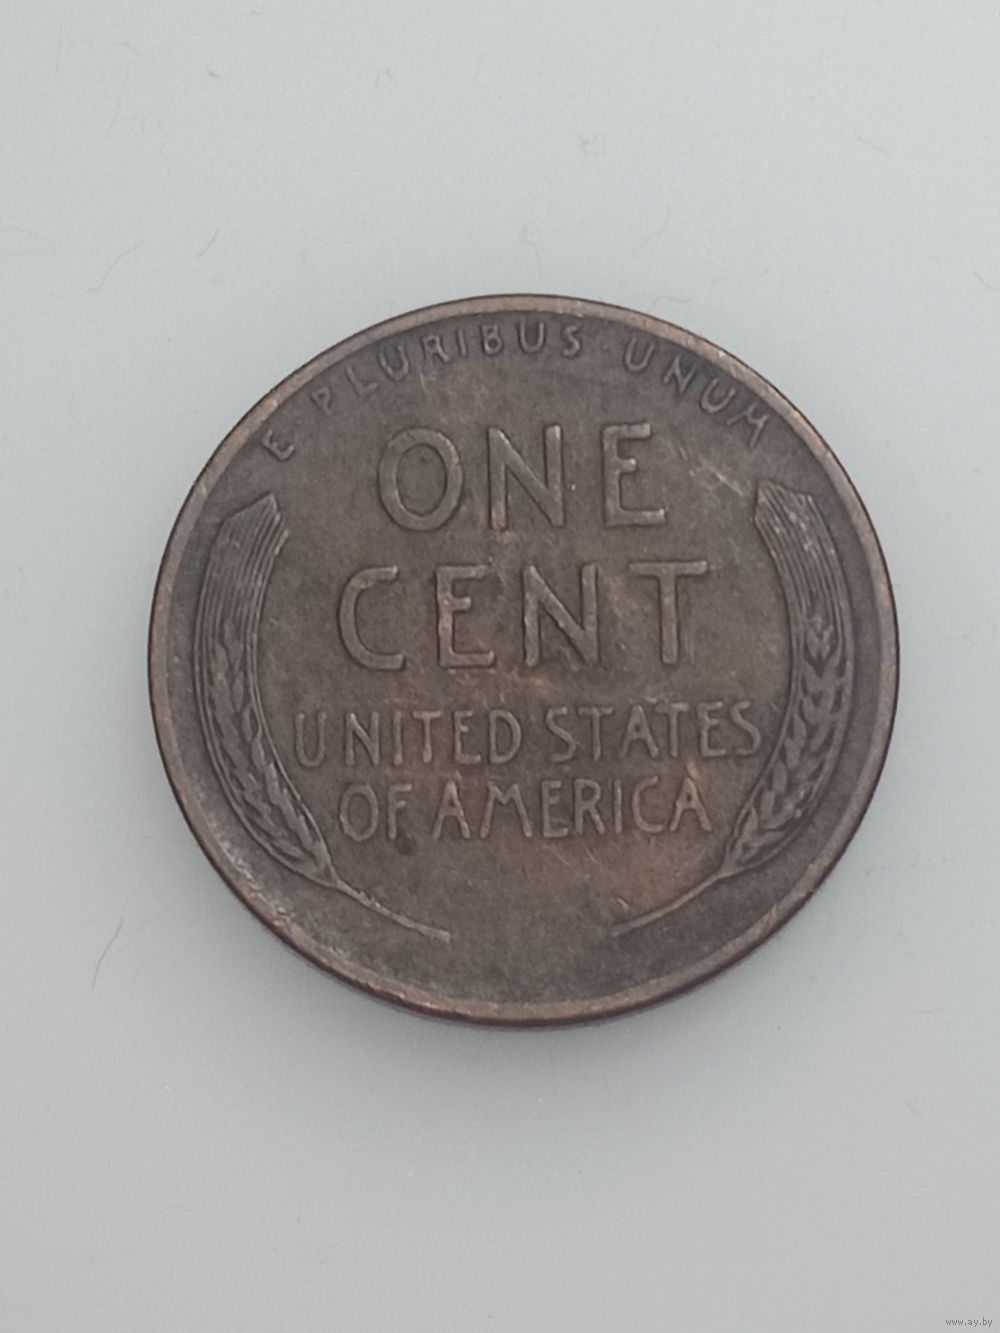 E · PLURIBUS · UNUM
ONE
CENT
UNITED STATES
OF AMERICA
www.ay.by